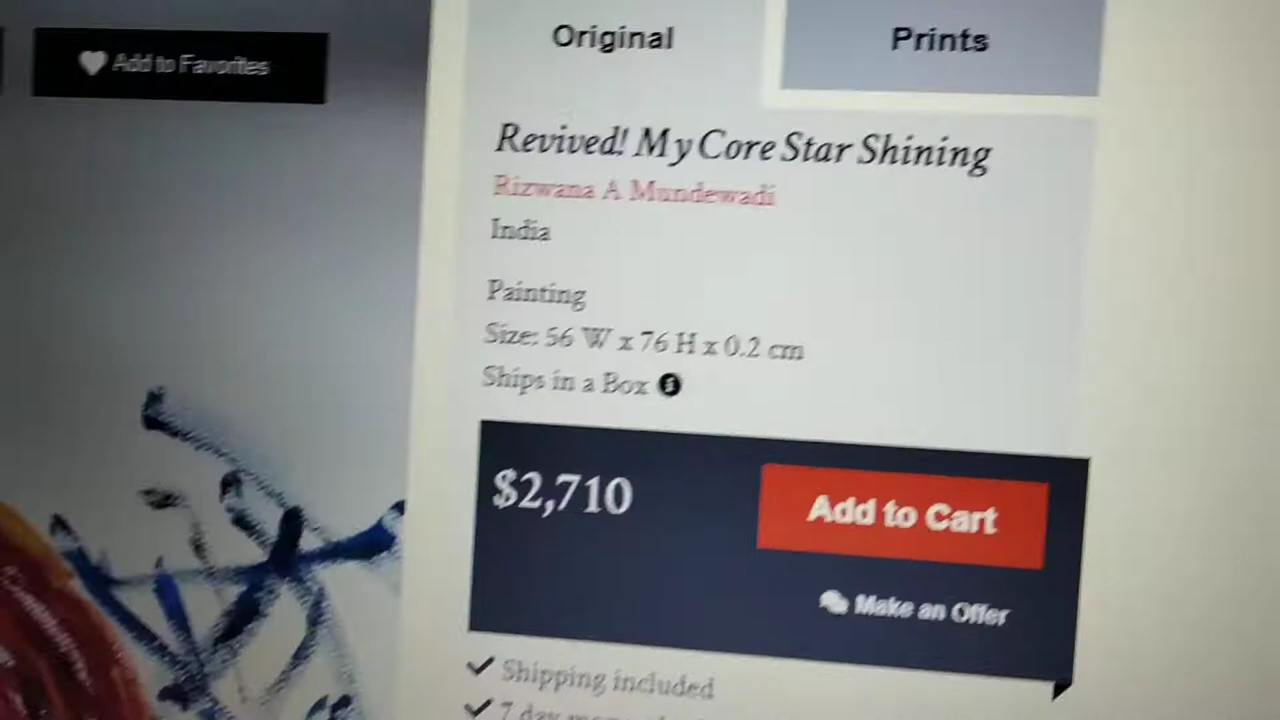 Original
Prints
Add to Favorites
Revived! My Core Star Shining
Rizwana A Mundewadi
India
Painting
Size: 56 W x 76 H x 0.2 cm
Ships in a Box
$2,710
Add to Cart
Make an Offer
Shipping included
7 day